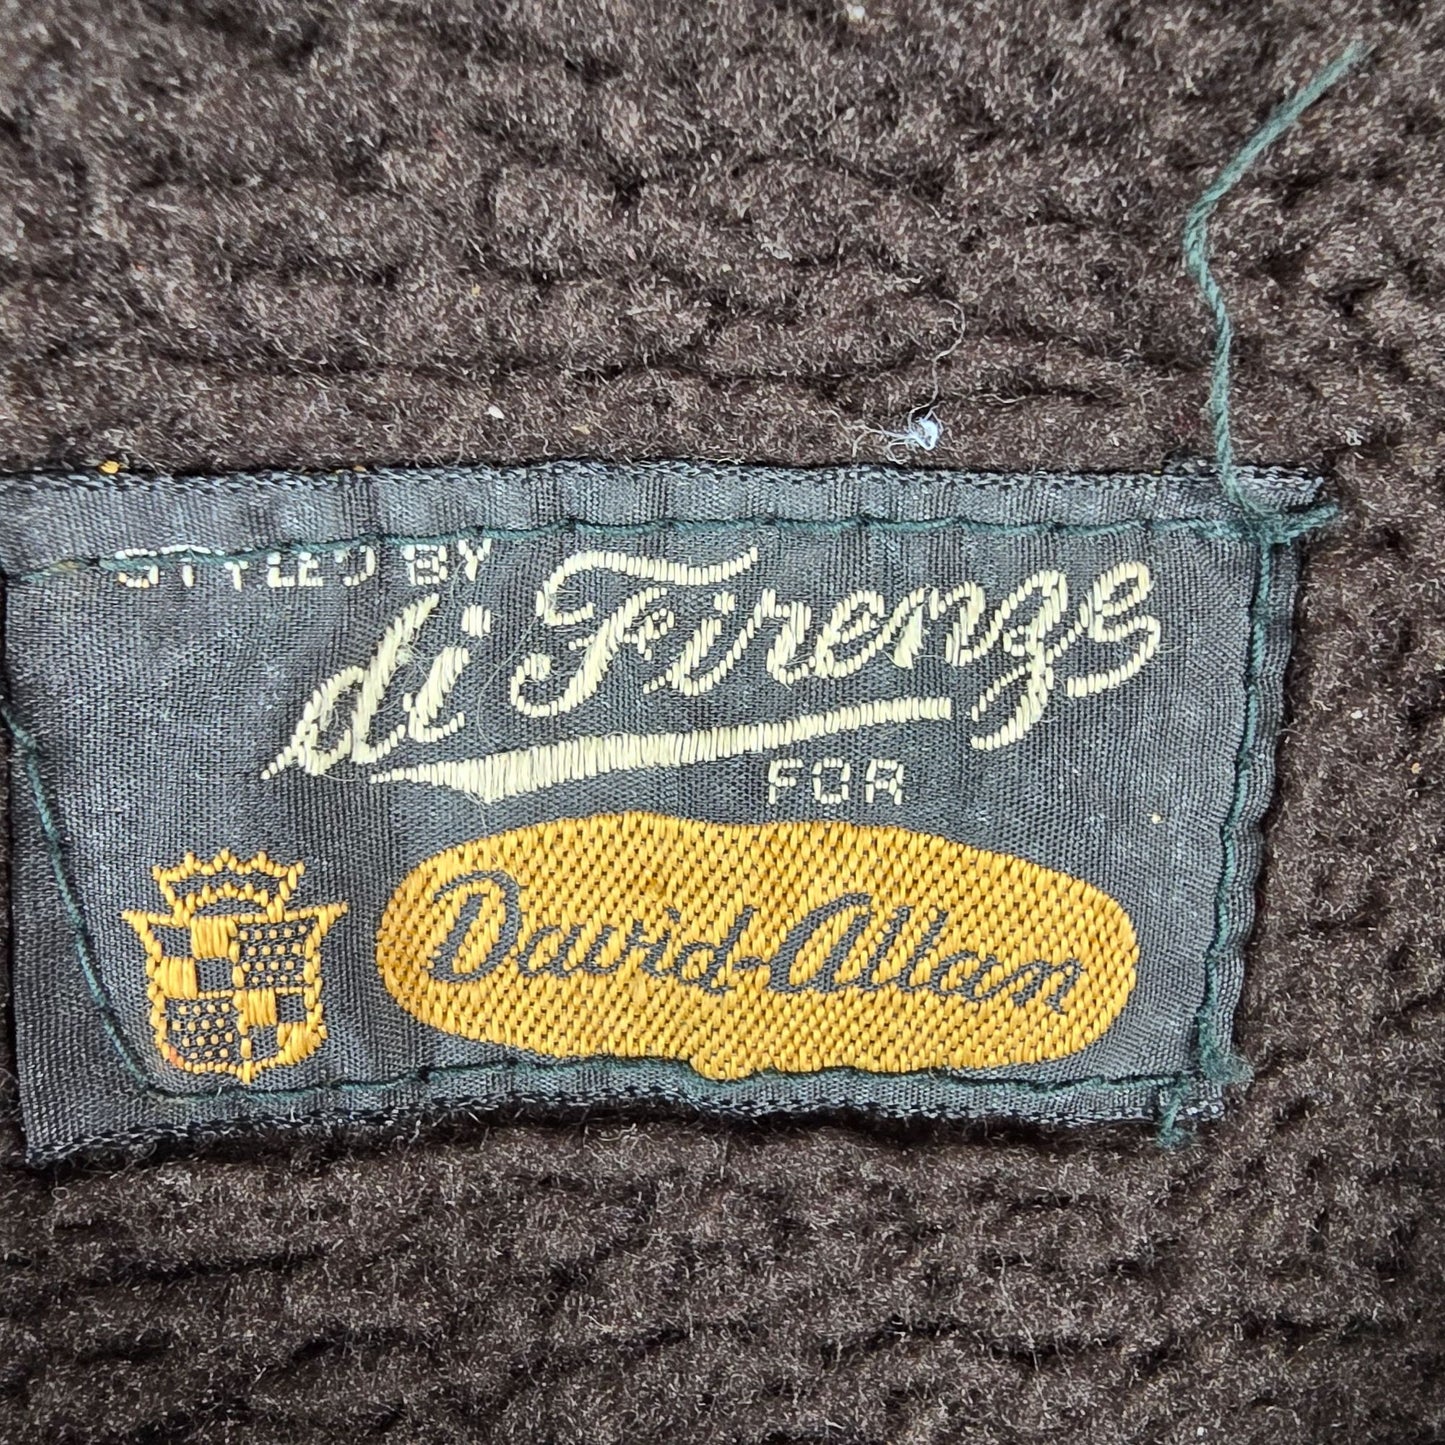 STYLED BY
di Firenze
FOR
David Allan